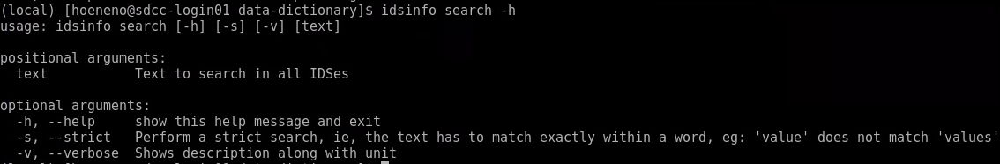 (local) [hoeneno@sdcc-login01 data-dictionary]$ idsinfo search -h
usage: idsinfo search [-h] [-s] [-v] [text]
positional arguments:
text Text to search in all IDSes
optional arguments:
-h, --help show this help message and exit
-s, --strict Perform a strict search, ie, the text has to match exactly within a word, eg: 'value' does not match 'values'
-v, --verbose Shows description along with unit